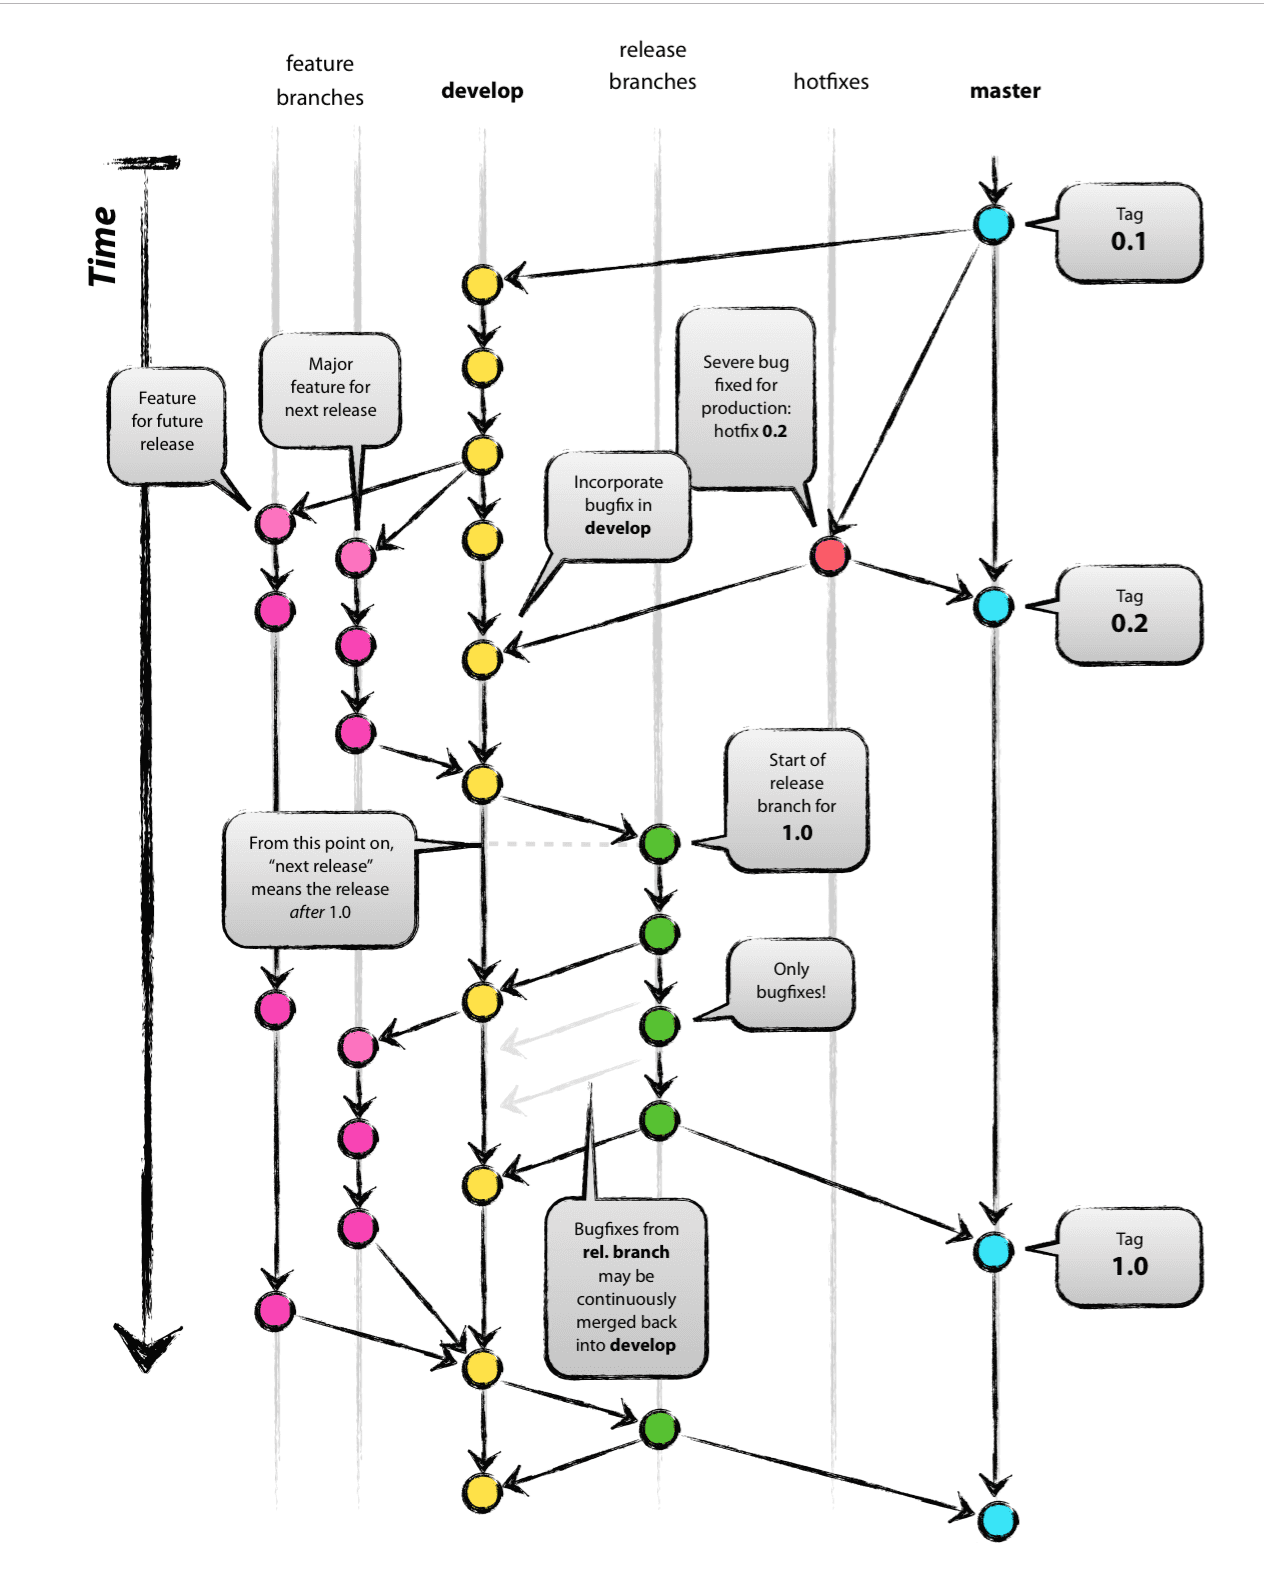 feature
branches
develop
release
branches
hotfixes
master
Time
Tag
0.1
Major
feature for
next release
Feature
for future
release
Severe bug
fixed for
production:
hotfix 0.2
Incorporate
bugfix in
develop
Tag
0.2
Start of
release
branch for
1.0
From this point on,
“next release”
means the release
after 1.0
Only
bugfixes!
Bugfixes from
rel. branch
may be
continuously
merged back
into develop
Tag
1.0